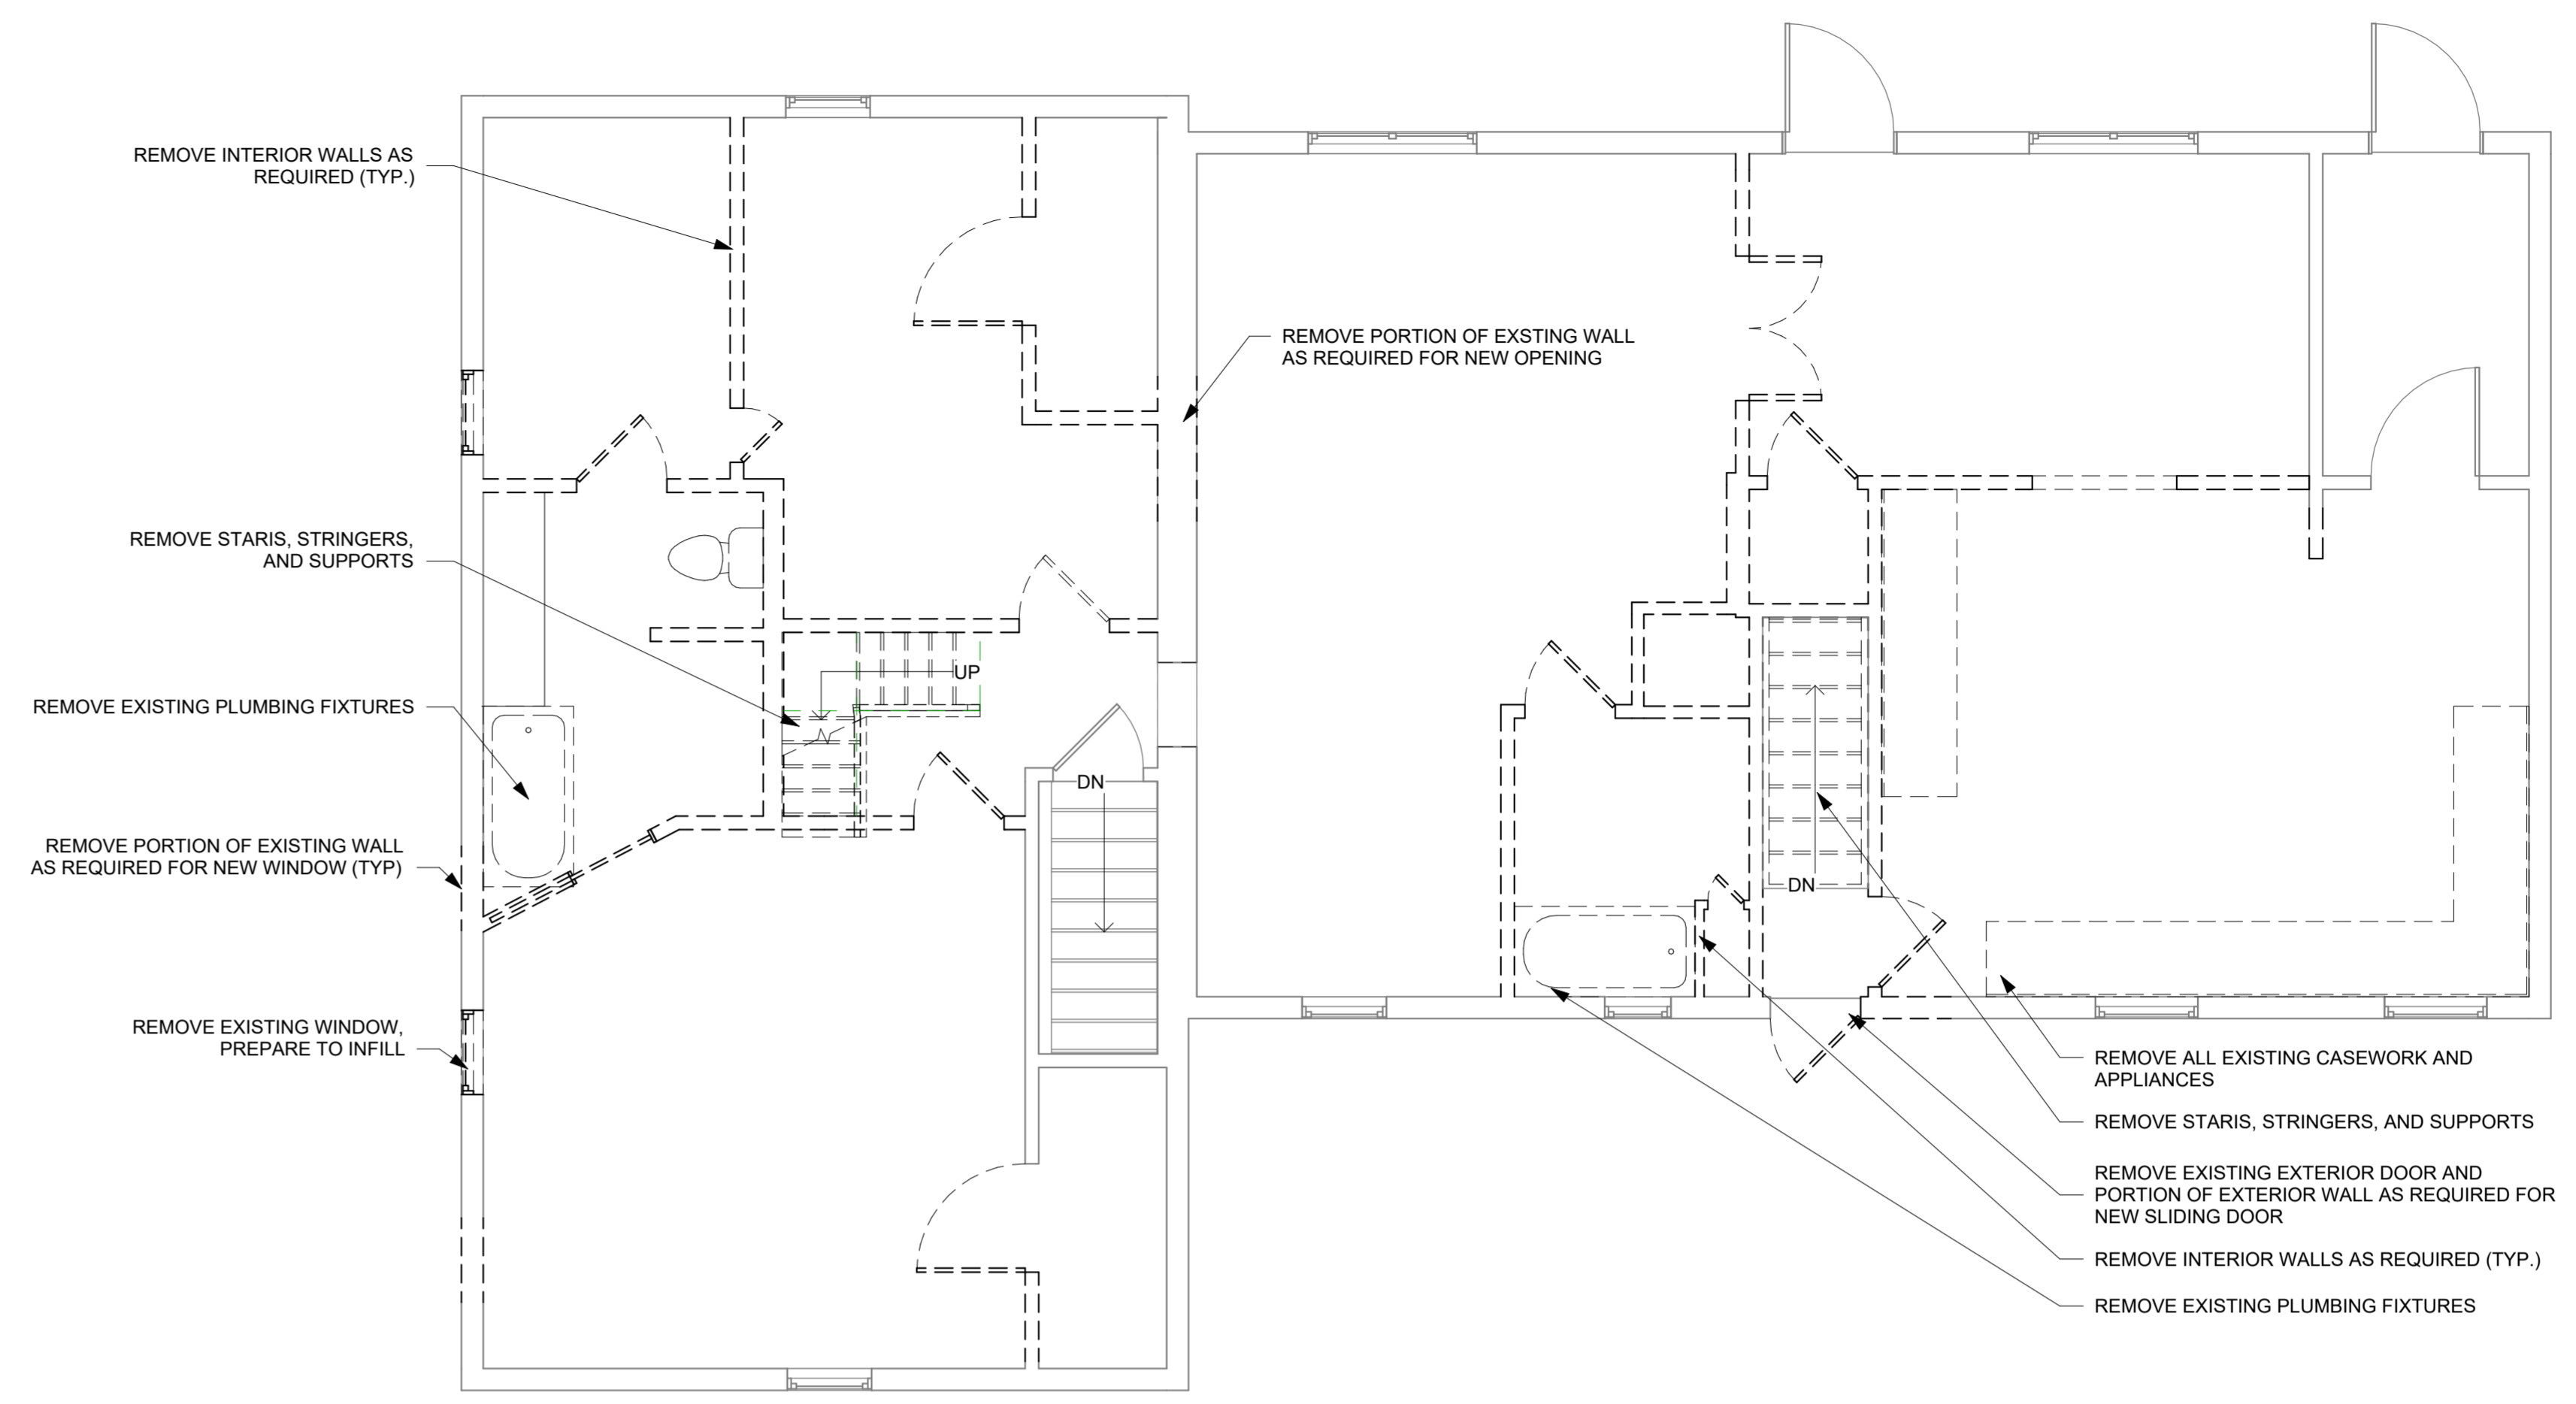 REMOVE INTERIOR WALLS AS
REQUIRED (TYP.)
REMOVE PORTION OF EXSTING WALL
AS REQUIRED FOR NEW OPENING
REMOVE STARIS, STRINGERS,
AND SUPPORTS
UP
REMOVE EXISTING PLUMBING FIXTURES
DN
REMOVE PORTION OF EXISTING WALL
AS REQUIRED FOR NEW WINDOW (TYP)
DN
REMOVE EXISTING WINDOW,
PREPARE TO INFILL
REMOVE ALL EXISTING CASEWORK AND
APPLIANCES
REMOVE STARIS, STRINGERS, AND SUPPORTS
REMOVE EXISTING EXTERIOR DOOR AND
PORTION OF EXTERIOR WALL AS REQUIRED FOR
NEW SLIDING DOOR
REMOVE INTERIOR WALLS AS REQUIRED (TYP.)
REMOVE EXISTING PLUMBING FIXTURES